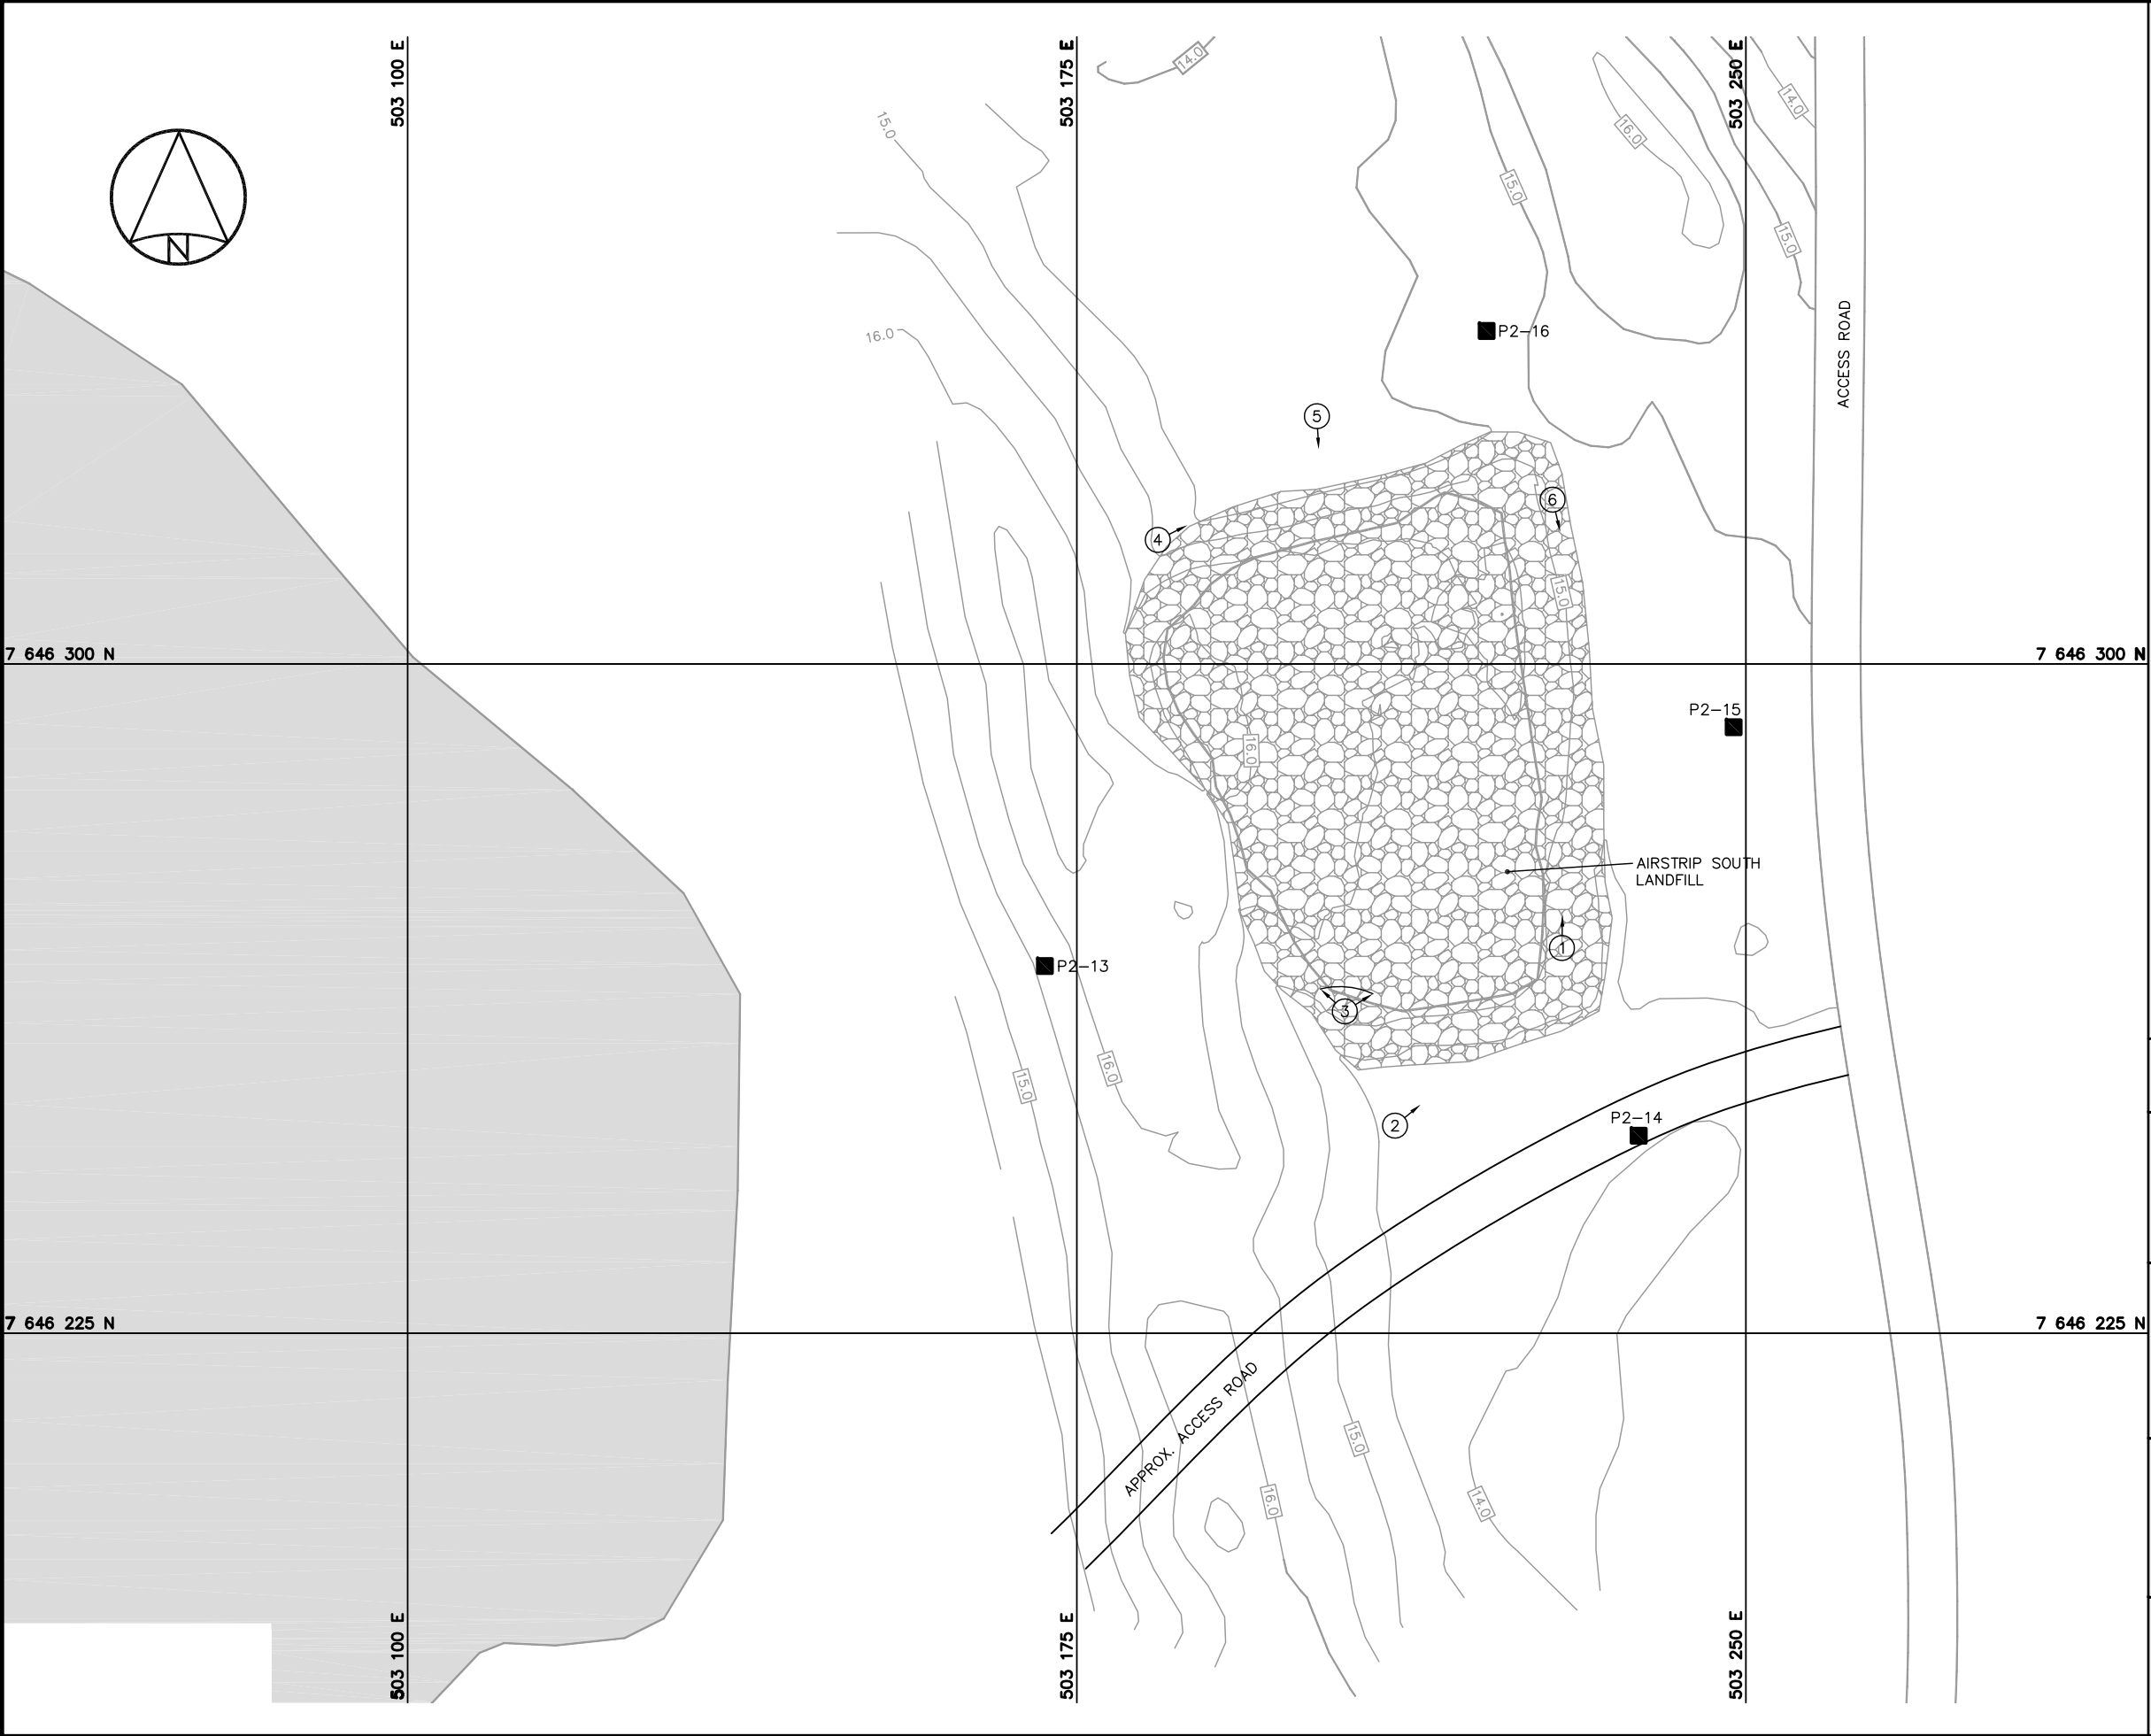 503 100 E
503 175 E
503 250 E
14.0
15.0
16.0
14.0
15.0
15.0
N
16.0
P2-16
ACCESS ROAD
5
6
4
15.0
7 646 300 N
7 646 300 N
P2-15
16.0
AIRSTRIP SOUTH
LANDFILL
1
P2-13
3
16.0
15.0
2
P2-14
7 646 225 N
7 646 225 N
APPROX. ACCESS ROAD
15.0
16.0
14.0
503 100 E
503 175 E
503 250 E